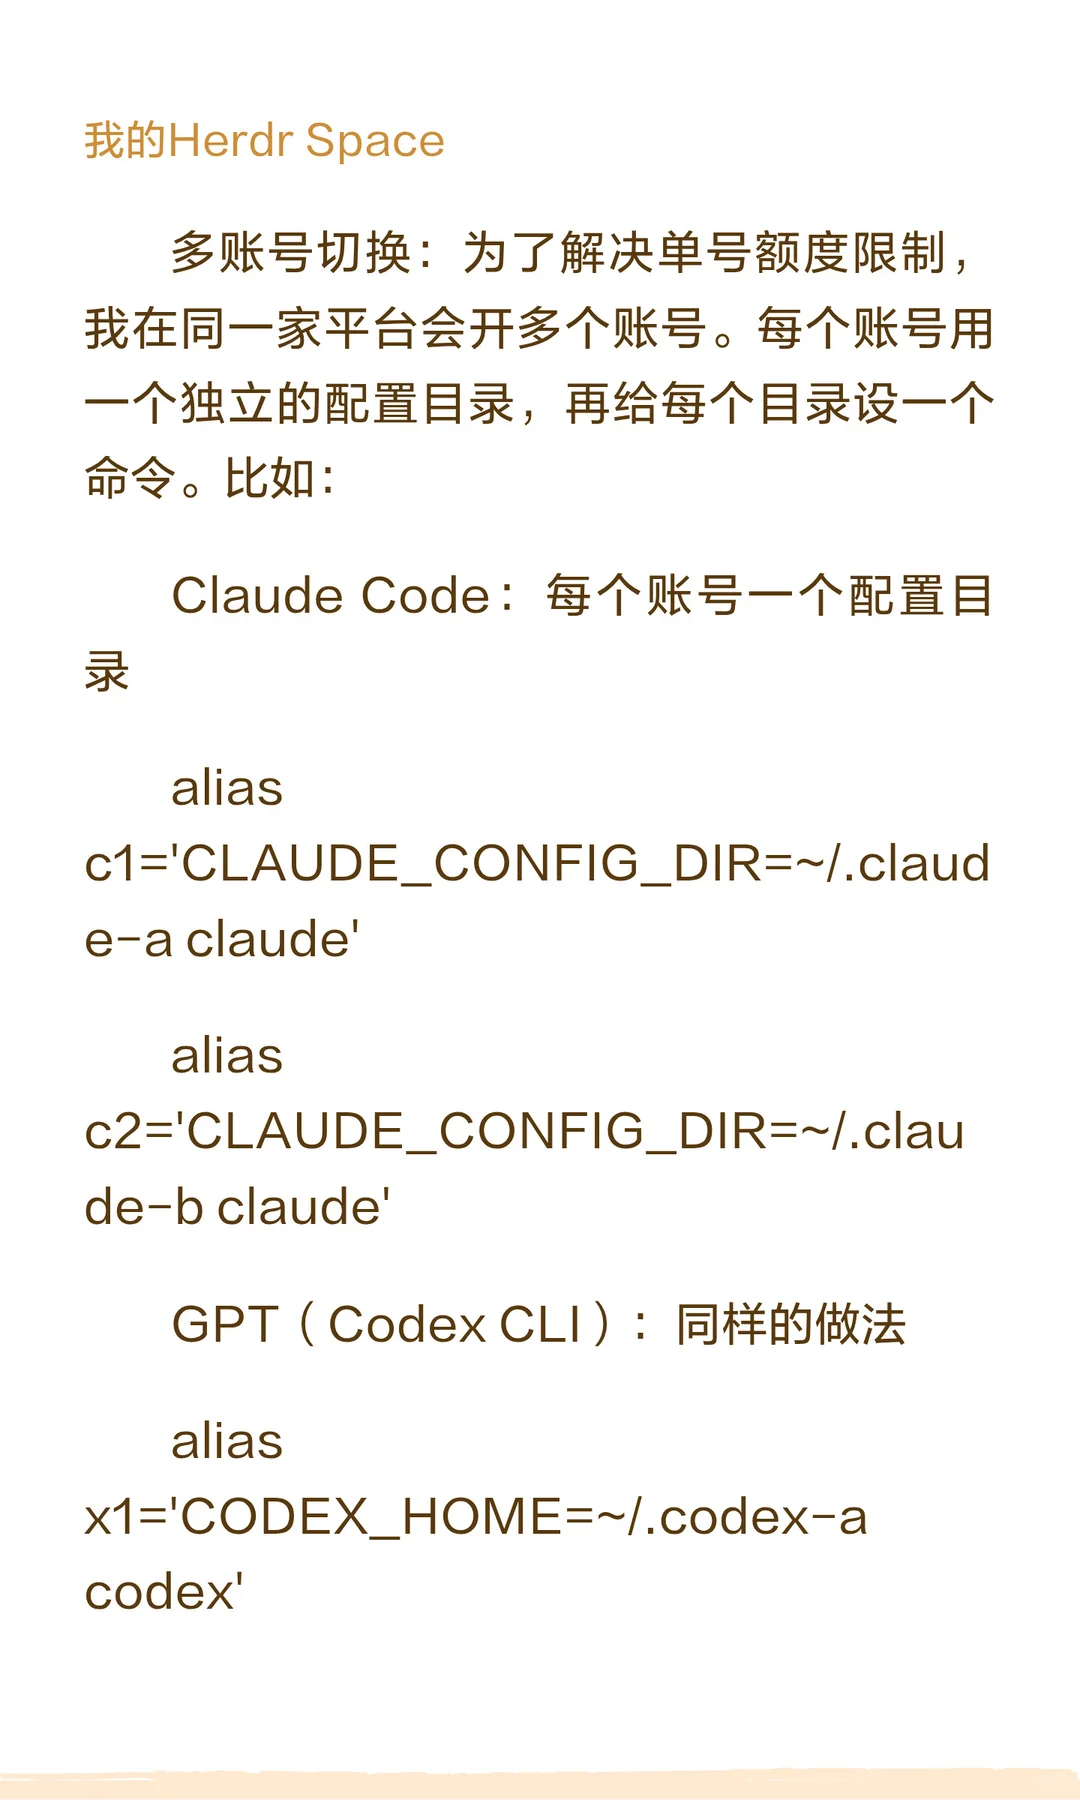 我的Herdr Space
多账号切换：为了解决单号额度限制，
我在同一家平台会开多个账号。每个账号用
一个独立的配置目录，再给每个目录设一个
命令。比如：
Claude Code：每个账号一个配置目
录
alias
c1='CLAUDE_CONFIG_DIR=~/.claud
e-a claude'
alias
c2='CLAUDE_CONFIG_DIR=~/.clau
de-b claude'
GPT（Codex CLI）：同样的做法
alias
x1='CODEX_HOME=~/.codex-a
codex'